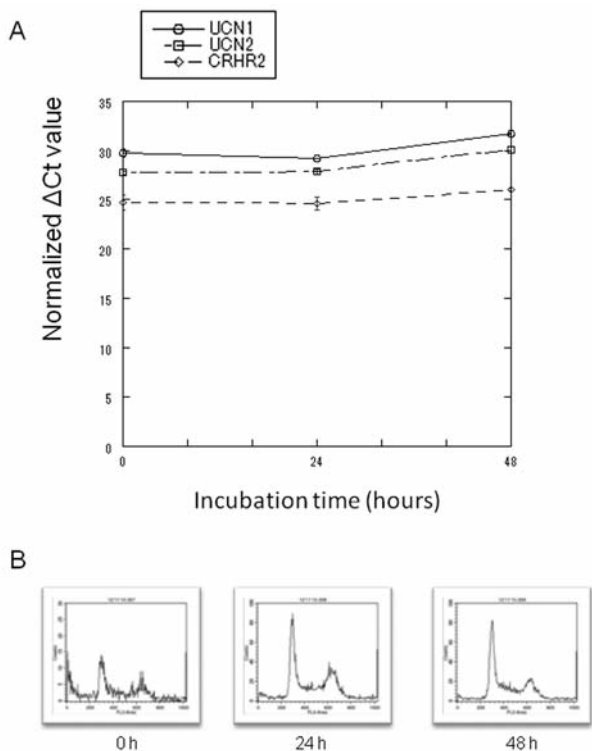 A
UCN1
UCN2
CRHR2
Normalized ΔCt value
35
30
25
20
15
10
5
0
0 24 48
Incubation time (hours)
B
0 h 24 h 48 h